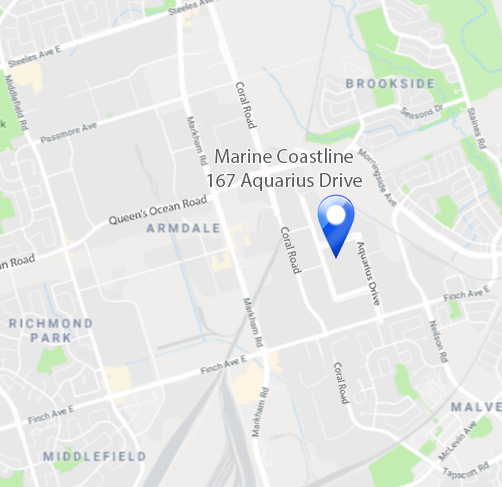 Steeles Ave E
Steeles Ave E
Middlefield Rd
Coral Road
BROOKSIDE
Seasons Dr
Staines Rd
Passmore Ave
Markham Rd
Morningside Ave
Marine Coastline
167 Aquarius Drive
Queen's Ocean Road
ARMDALE
Coral Road
Aquarius Drive
an Road
Finch Ave E
Markham Rd
RICHMOND
PARK
Neilson Rd
Finch Ave E
Coral Road
Finch Ave E
Markham Rd
MALVE
McLevin Ave
MIDDLEFIELD
Tapscott Rd